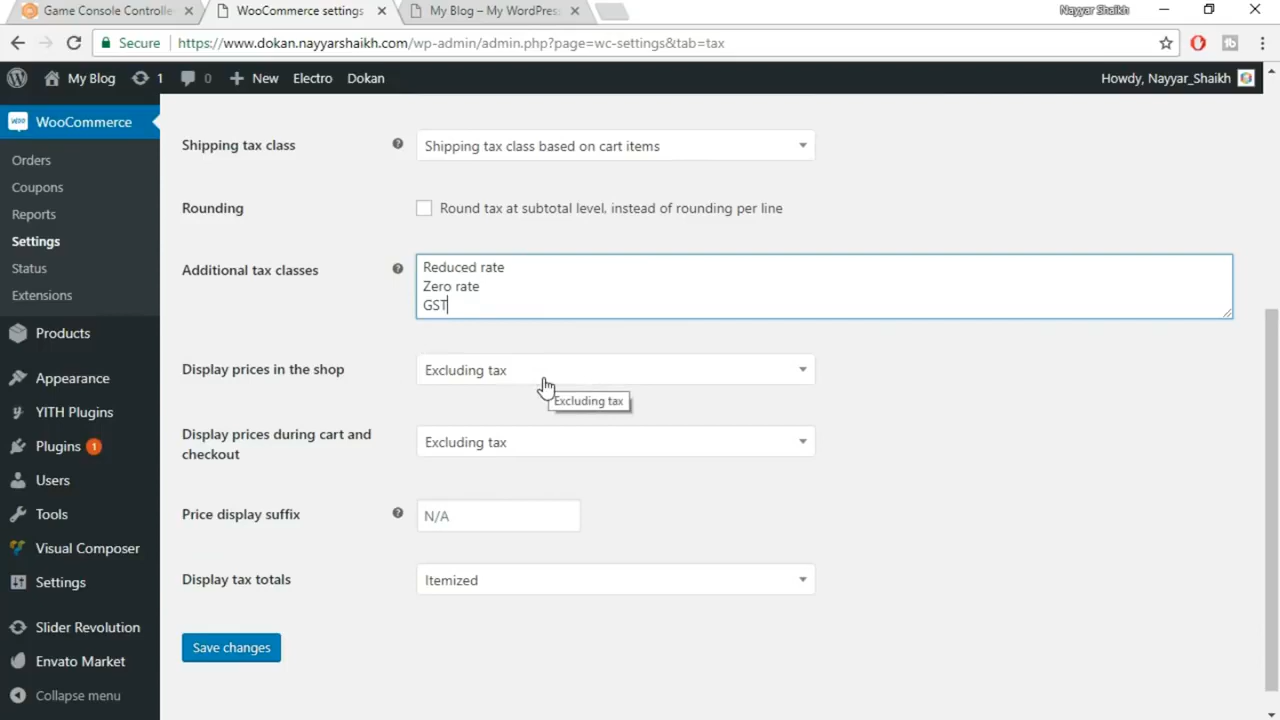 Game Console Controlle
WooCommerce settings
My Blog – My WordPres
Nayyar Shaikh
Secure
https://www.dokan.nayyarshaikh.com/wp-admin/admin.php?page=wc-settings&tab=tax
My Blog
1
0
New
Electro
Dokan
Howdy, Nayyar_Shaikh
WooCommerce
Orders
Coupons
Reports
Settings
Status
Extensions
Products
Appearance
YITH Plugins
Plugins 1
Users
Tools
Visual Composer
Settings
Slider Revolution
Envato Market
Collapse menu
Shipping tax class
Shipping tax class based on cart items
Rounding
Round tax at subtotal level, instead of rounding per line
Additional tax classes
Reduced rate
Zero rate
GST
Display prices in the shop
Excluding tax
Excluding tax
Display prices during cart and
checkout
Excluding tax
Price display suffix
N/A
Display tax totals
Itemized
Save changes